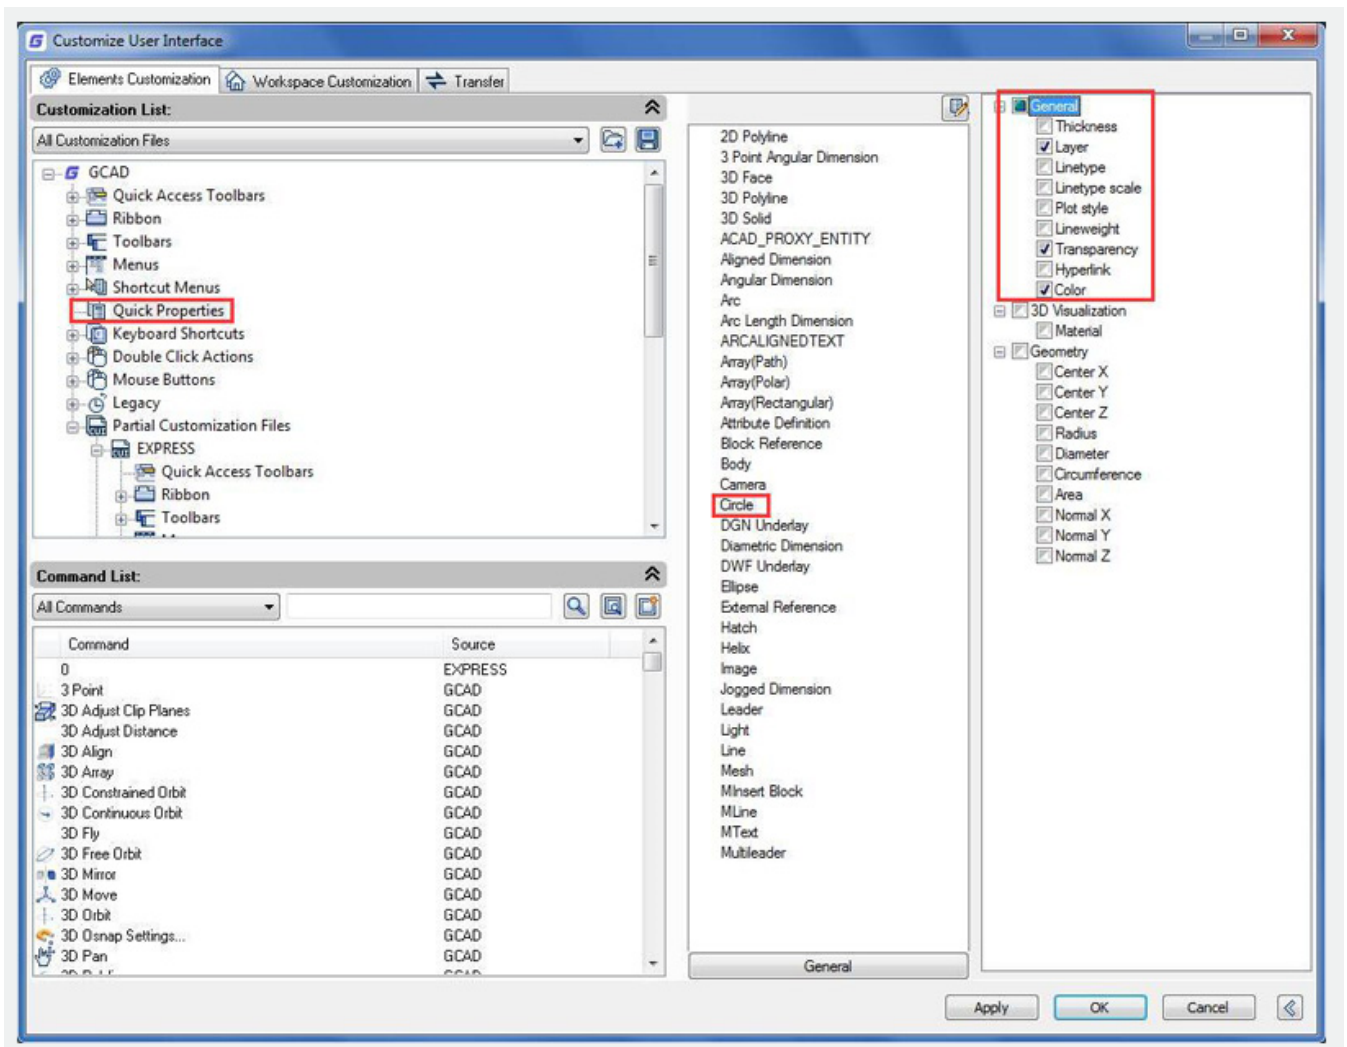 Customize User Interface
Elements Customization
Workspace Customization
Transfer
Customization List:
All Customization Files
GCAD
Quick Access Toolbars
Ribbon
Toolbars
Menus
Shortcut Menus
Quick Properties
Keyboard Shortcuts
Double Click Actions
Mouse Buttons
Legacy
Partial Customization Files
EXPRESS
Quick Access Toolbars
Ribbon
Toolbars
Command List:
All Commands
Command Source
0 EXPRESS
3 Point GCAD
3D Adjust Clip Planes GCAD
3D Adjust Distance GCAD
3D Align GCAD
3D Array GCAD
3D Constrained Orbit GCAD
3D Continuous Orbit GCAD
3D Fly GCAD
3D Free Orbit GCAD
3D Mirror GCAD
3D Move GCAD
3D Orbit GCAD
3D Osnap Settings... GCAD
3D Pan GCAD
2D Polyline
3 Point Angular Dimension
3D Face
3D Polyline
3D Solid
ACAD_PROXY_ENTITY
Aligned Dimension
Angular Dimension
Arc
Arc Length Dimension
ARCALIGNEDTEXT
Array(Path)
Array(Polar)
Array(Rectangular)
Attribute Definition
Block Reference
Body
Camera
Circle
DGN Underlay
Diametric Dimension
DWF Underlay
Ellipse
External Reference
Hatch
Helix
Image
Jogged Dimension
Leader
Light
Line
Mesh
MInsert Block
MLine
MText
Multileader
General
General
Thickness
Layer
Linetype
Linetype scale
Plot style
Lineweight
Transparency
Hyperlink
Color
3D Visualization
Material
Geometry
Center X
Center Y
Center Z
Radius
Diameter
Circumference
Area
Normal X
Normal Y
Normal Z
Apply
OK
Cancel